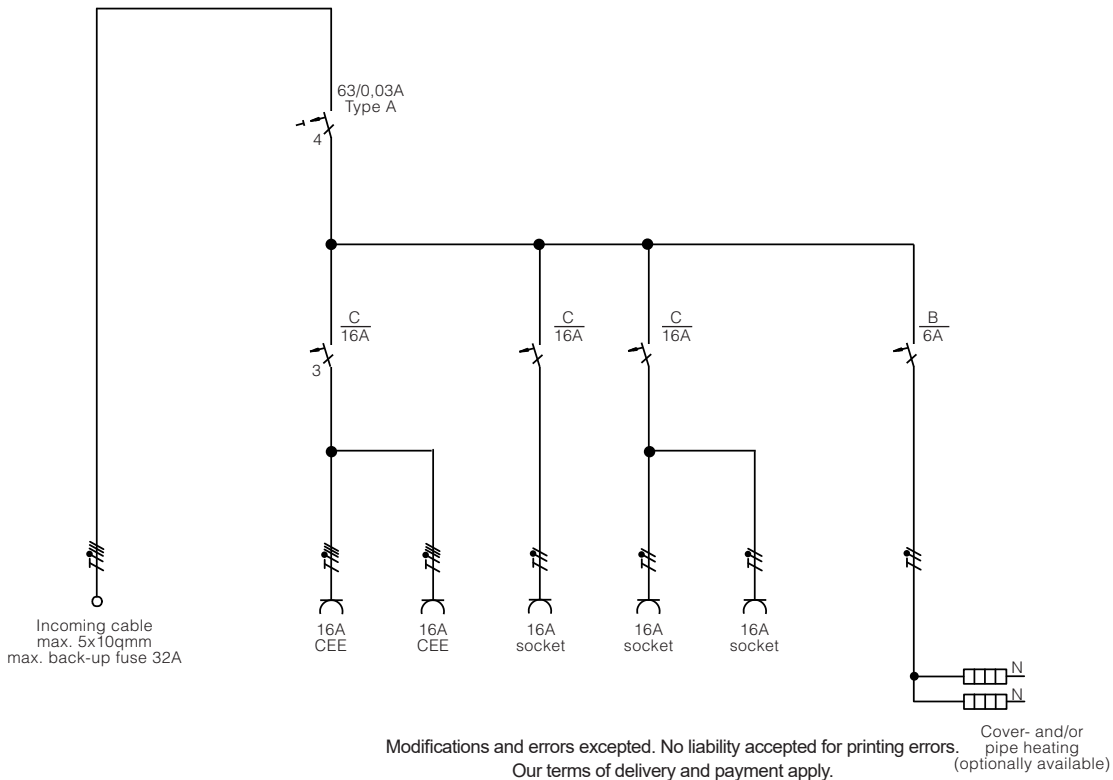 63/0,03A
Type A
4
C
16A
C
16A
C
16A
B
6A
3
Incoming cable
max. 5x10qmm
max. back-up fuse 32A
16A
CEE
16A
CEE
16A
socket
16A
socket
16A
socket
N
N
Cover- and/or
pipe heating
(optionally available)
Modifications and errors excepted. No liability accepted for printing errors.
Our terms of delivery and payment apply.